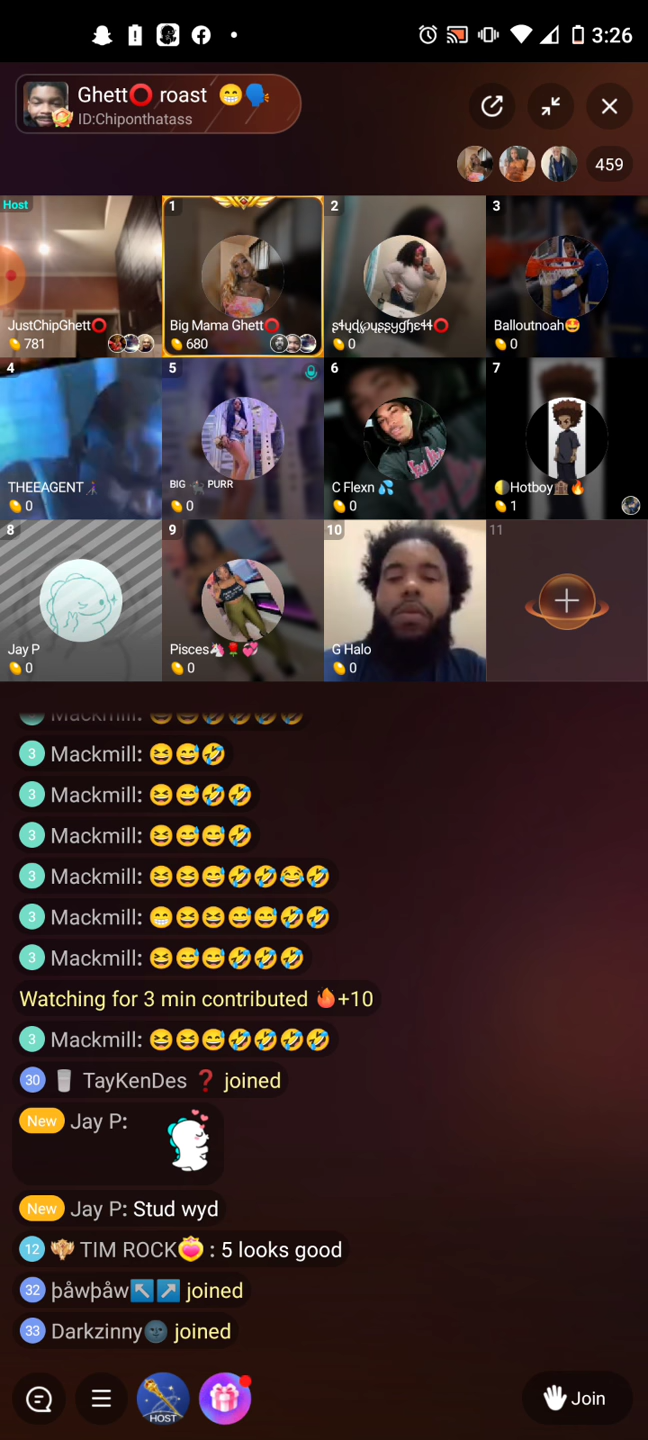 3:26
Ghett⭕ roast 😁🗣️
ID:Chiponthatass
459
Host
JustChipGhett⭕
781
1
Big Mama Ghett⭕
680
2
0
3
Balloutnoah🤩
0
4
THEEAGENT
0
5
BIG 🐈‍⬛ PURR
0
6
C Flexn 💦
0
7
🌗Hotboy🏚️🔥
1
8
Jay P
0
9
Pisces🦄🌹💞
0
10
G Halo
0
11
3 Mackmill: 😆😅🤣🤣🤣🤣
3 Mackmill: 😆😅🤣
3 Mackmill: 😆😅🤣🤣
3 Mackmill: 😆😅😅🤣
3 Mackmill: 😆😆😅🤣🤣😂🤣
3 Mackmill: 😁😆😆😅😅🤣🤣
3 Mackmill: 😆😅😅🤣🤣🤣
Watching for 3 min contributed 🔥+10
3 Mackmill: 😆😆😅🤣🤣🤣🤣
30 🥛 TayKenDes ❓ joined
New Jay P:
New Jay P: Stud wyd
12 TIM ROCK🍑 : 5 looks good
32 þåwþåw↖️↗️ joined
33 Darkzinny🌚 joined
HOST
Join